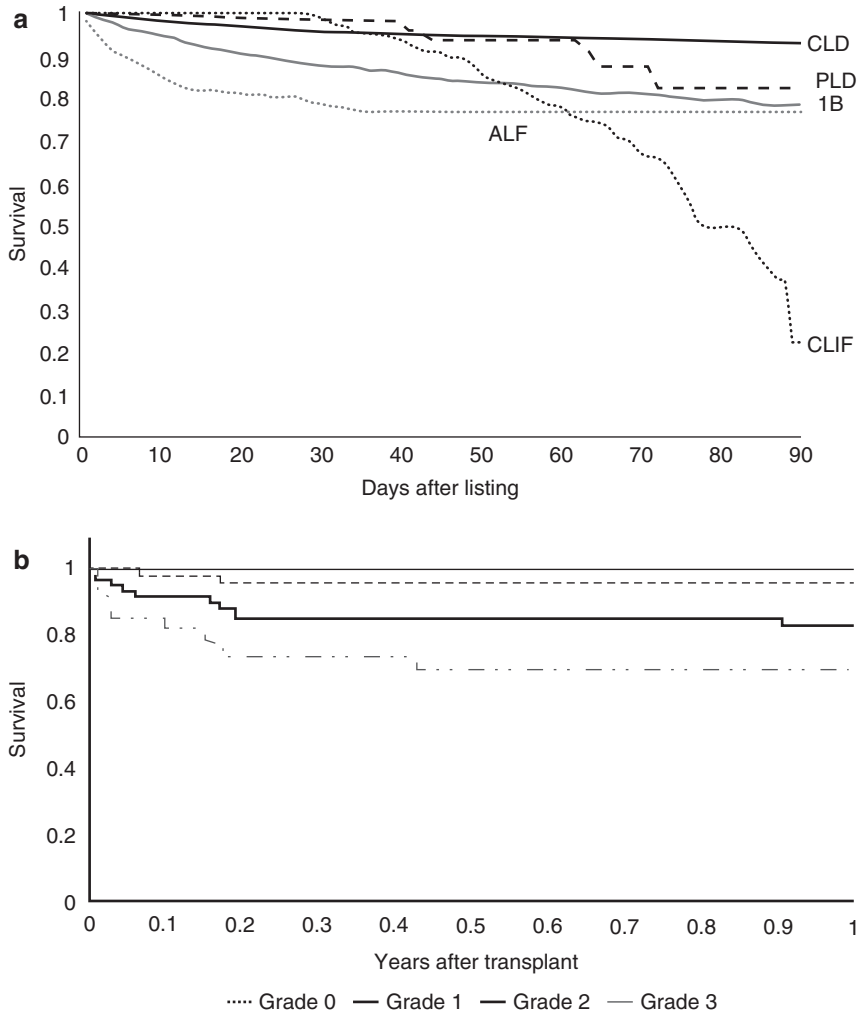 a
1
0.9
0.8
0.7
0.6
0.5
0.4
0.3
0.2
0.1
0
Survival
CLD
PLD
1B
ALF
CLIF
0 10 20 30 40 50 60 70 80 90
Days after listing
b
1
0.8
0.6
0.4
0.2
0
Survival
0 0.1 0.2 0.3 0.4 0.5 0.6 0.7 0.8 0.9 1
Years after transplant
Grade 0 Grade 1 Grade 2 Grade 3